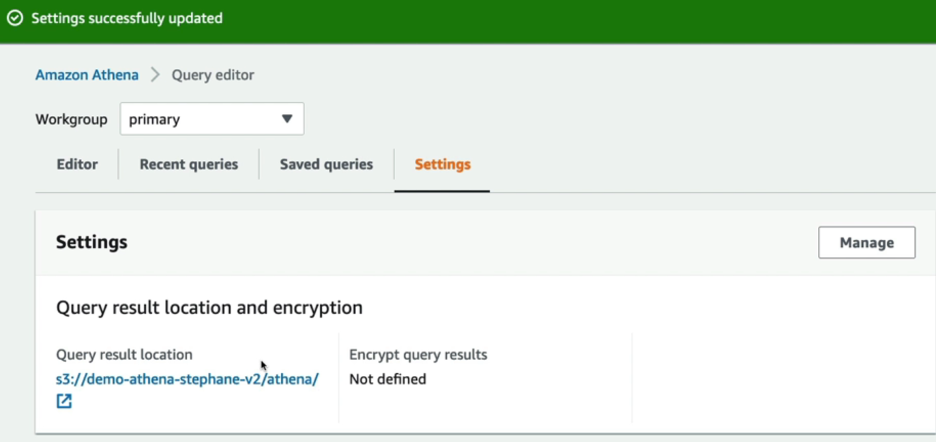 Settings successfully updated
Amazon Athena > Query editor
Workgroup primary
Editor Recent queries Saved queries Settings
Settings Manage
Query result location and encryption
Query result location Encrypt query results
s3://demo-athena-stephane-v2/athena/ Not defined